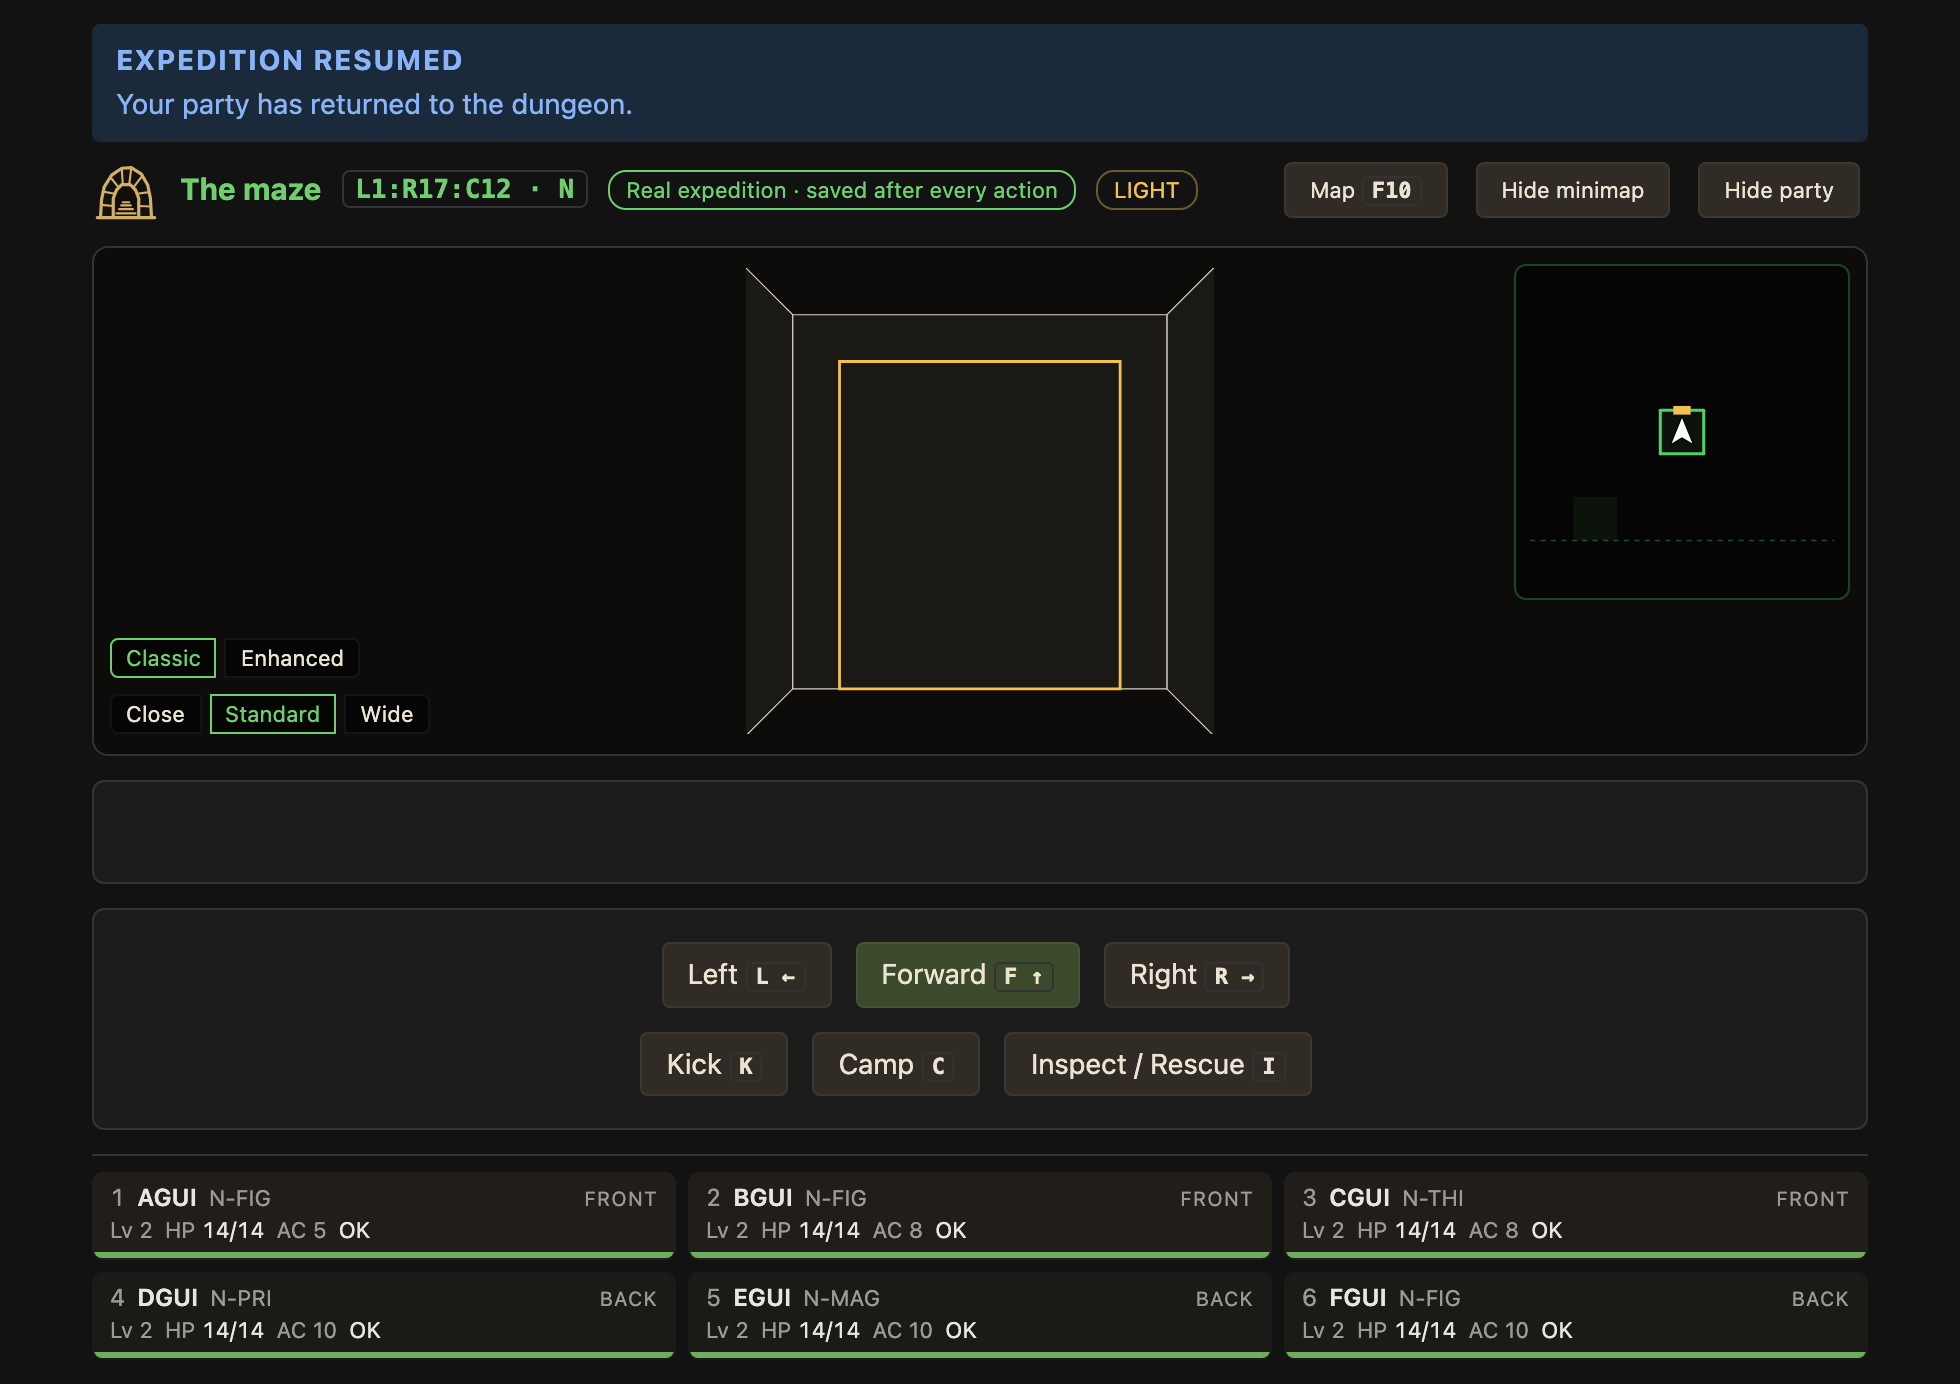 EXPEDITION RESUMED
Your party has returned to the dungeon.
The maze L1:R17:C12 · N Real expedition · saved after every action LIGHT Map F10 Hide minimap Hide party
Classic Enhanced
Close Standard Wide
Left L ← Forward F ↑ Right R →
Kick K Camp C Inspect / Rescue I
1 AGUI N-FIG FRONT
Lv 2 HP 14/14 AC 5 OK
2 BGUI N-FIG FRONT
Lv 2 HP 14/14 AC 8 OK
3 CGUI N-THI FRONT
Lv 2 HP 14/14 AC 8 OK
4 DGUI N-PRI BACK
Lv 2 HP 14/14 AC 10 OK
5 EGUI N-MAG BACK
Lv 2 HP 14/14 AC 10 OK
6 FGUI N-FIG BACK
Lv 2 HP 14/14 AC 10 OK